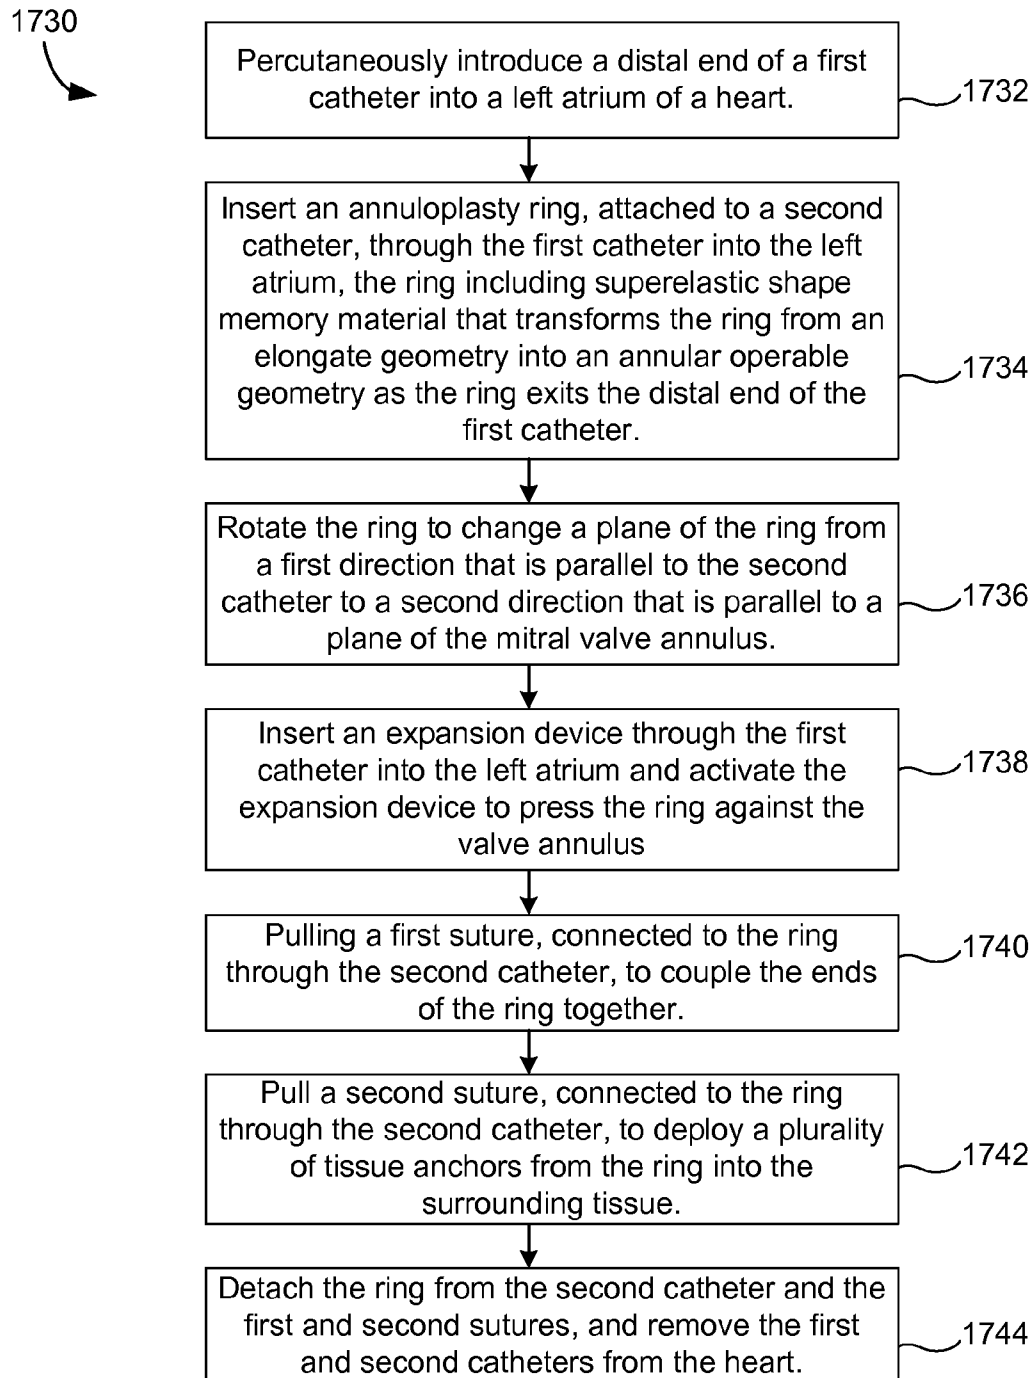 1730
Percutaneously introduce a distal end of a first
catheter into a left atrium of a heart.
1732
Insert an annuloplasty ring, attached to a second
catheter, through the first catheter into the left
atrium, the ring including superelastic shape
memory material that transforms the ring from an
elongate geometry into an annular operable
geometry as the ring exits the distal end of the
first catheter.
1734
Rotate the ring to change a plane of the ring from
a first direction that is parallel to the second
catheter to a second direction that is parallel to a
plane of the mitral valve annulus.
1736
Insert an expansion device through the first
catheter into the left atrium and activate the
expansion device to press the ring against the
valve annulus
1738
Pulling a first suture, connected to the ring
through the second catheter, to couple the ends
of the ring together.
1740
Pull a second suture, connected to the ring
through the second catheter, to deploy a plurality
of tissue anchors from the ring into the
surrounding tissue.
1742
Detach the ring from the second catheter and the
first and second sutures, and remove the first
and second catheters from the heart.
1744